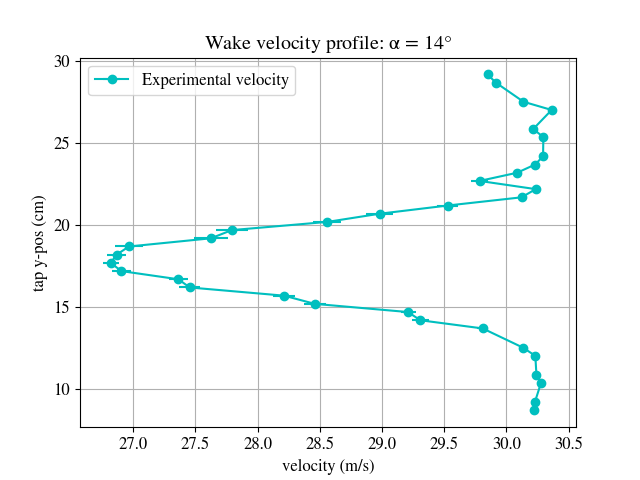 Wake velocity profile: α = 14°
Experimental velocity
tap y-pos (cm)
30
25
20
15
10
27.0 27.5 28.0 28.5 29.0 29.5 30.0 30.5
velocity (m/s)